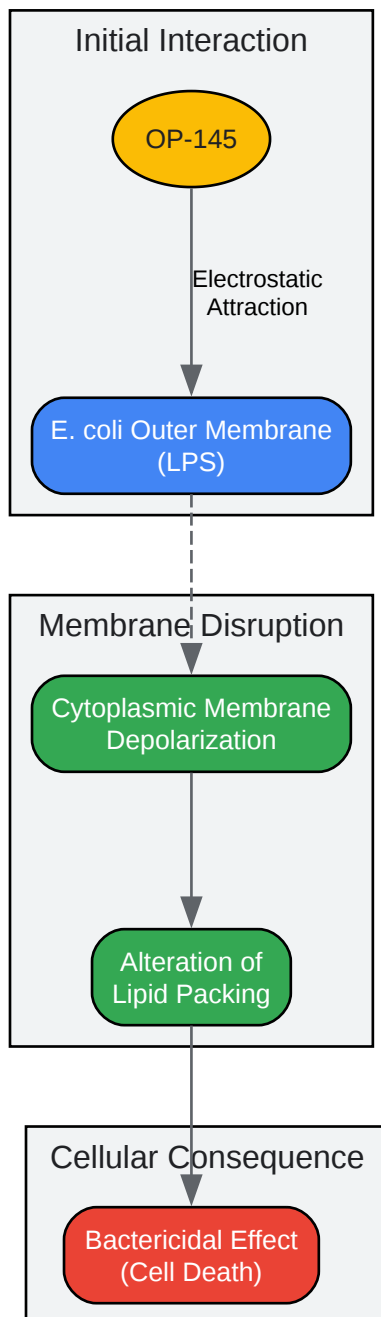 Initial Interaction
OP-145
Electrostatic
Attraction
E. coli Outer Membrane
(LPS)
Membrane Disruption
Cytoplasmic Membrane
Depolarization
Alteration of
Lipid Packing
Cellular Consequence
Bactericidal Effect
(Cell Death)